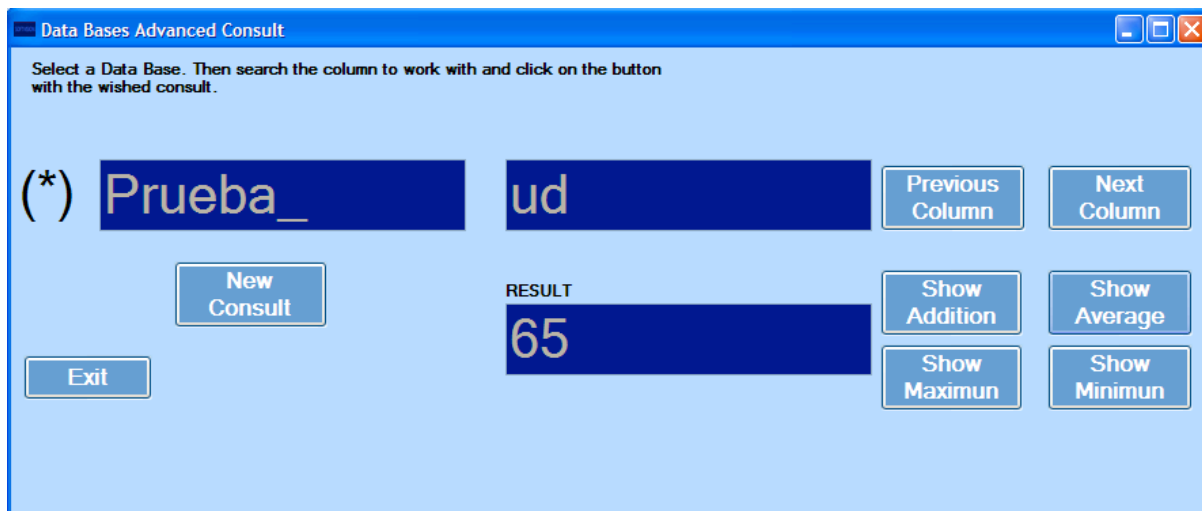 Data Bases Advanced Consult
Select a Data Base. Then search the column to work with and click on the button
with the wished consult.
(*)
Prueba_
ud
Previous
Column
Next
Column
New
Consult
RESULT
65
Show
Addition
Show
Average
Exit
Show
Maximun
Show
Minimun